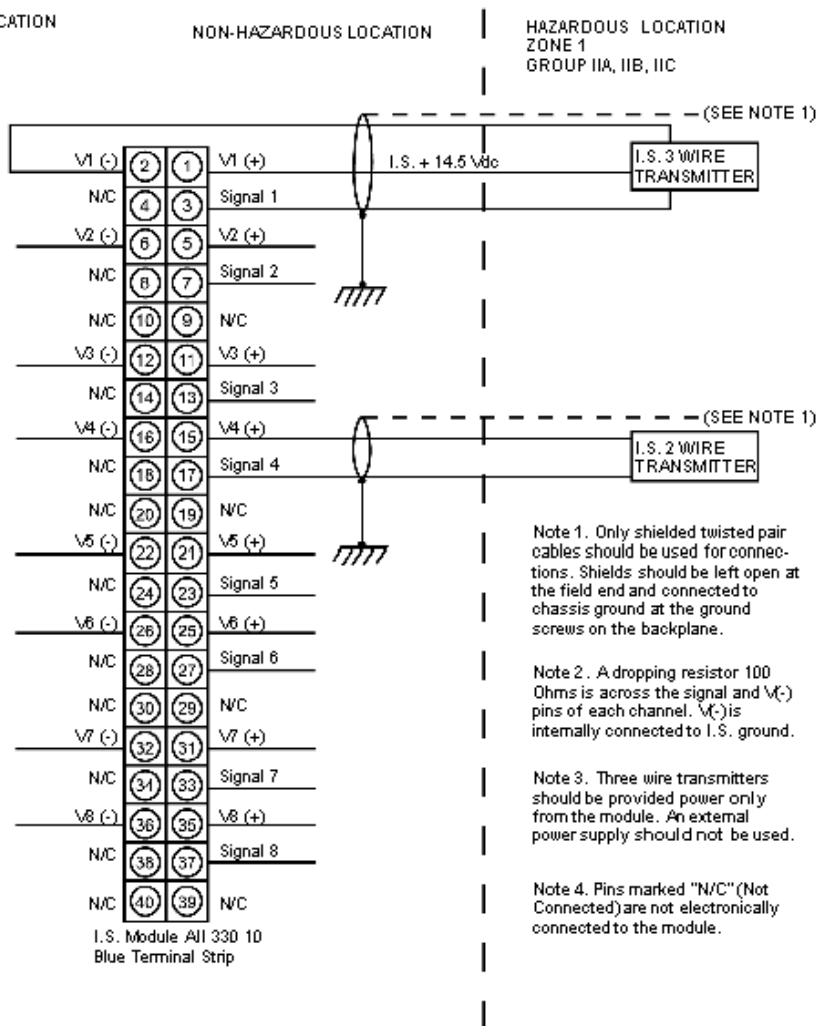 CATION
NON-HAZARDOUS LOCATION
HAZARDOUS LOCATION
ZONE 1
GROUP IIA, IIB, IIC
(SEE NOTE 1)
V1 (-) 2 1 V1 (+) I.S. + 14.5 Vdc
I.S. 3 WIRE
TRANSMITTER
N/C 4 3 Signal 1
V2 (-) 6 5 V2 (+)
N/C 8 7 Signal 2
N/C 10 9 N/C
V3 (-) 12 11 V3 (+)
N/C 14 13 Signal 3
(SEE NOTE 1)
V4 (-) 16 15 V4 (+)
I.S. 2 WIRE
TRANSMITTER
N/C 18 17 Signal 4
N/C 20 19 N/C
V5 (-) 22 21 V5 (+)
N/C 24 23 Signal 5
V6 (-) 26 25 V6 (+)
N/C 28 27 Signal 6
N/C 30 29 N/C
V7 (-) 32 31 V7 (+)
N/C 34 33 Signal 7
V8 (-) 36 35 V8 (+)
N/C 38 37 Signal 8
N/C 40 39 N/C
I.S. Module AII 330 10
Blue Terminal Strip
Note 1. Only shielded twisted pair
cables should be used for connec-
tions. Shields should be left open at
the field end and connected to
chassis ground at the ground
screws on the backplane.
Note 2. A dropping resistor 100
Ohms is across the signal and V(-)
pins of each channel. V(-) is
internally connected to I.S. ground.
Note 3. Three wire transmitters
should be provided power only
from the module. An external
power supply should not be used.
Note 4. Pins marked "N/C" (Not
Connected) are not electronically
connected to the module.